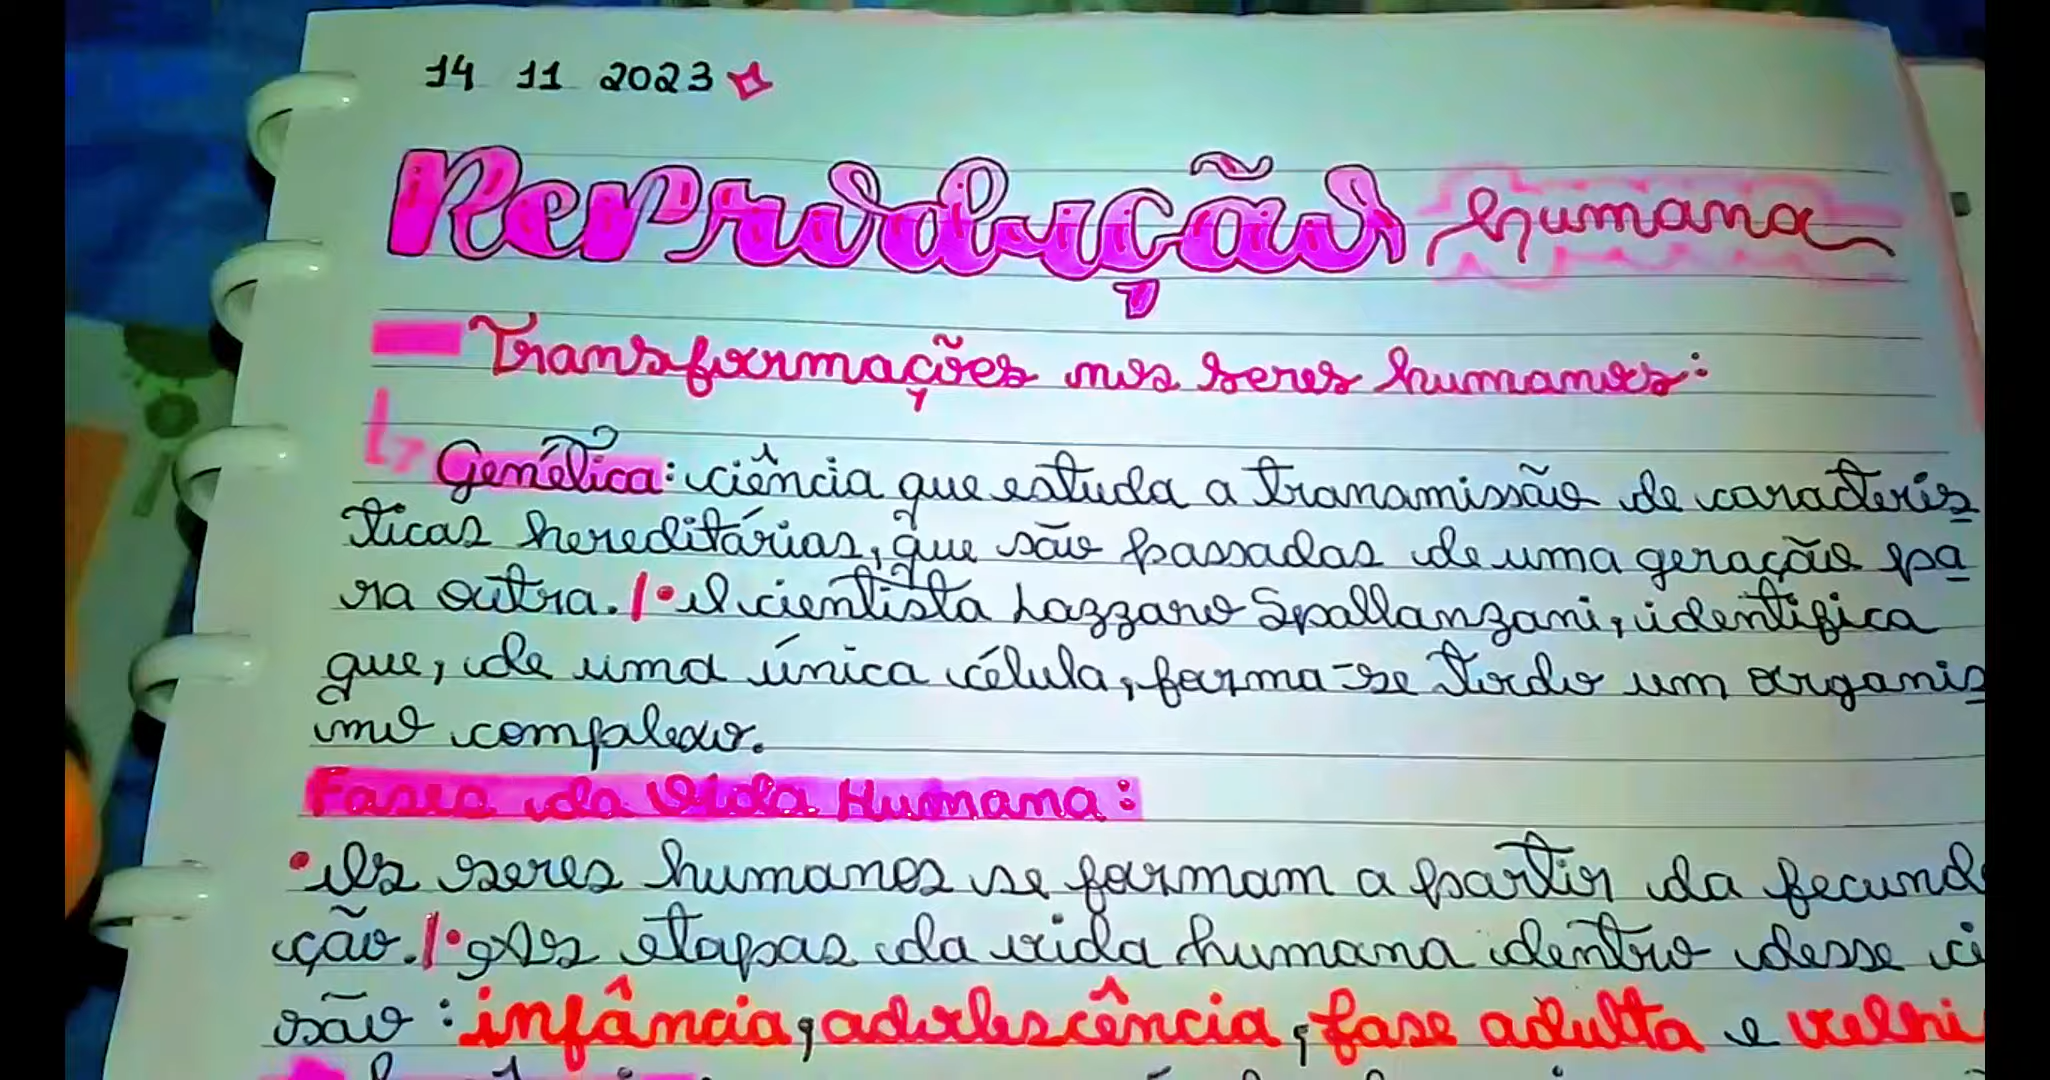 14 11 2023
Reprodução humana
Transformações nos seres humanos:
Genética: ciência que estuda a transmissão de caracterís
ticas hereditárias, que são passadas de uma geração pa
ra outra. O cientista Lazzaro Spallanzani, identifica
que, de uma única célula, forma-se todo um organis
mo complexo.
Fases da Vida Humana:
• Os seres humanos se formam a partir da fecunda
ção. • As etapas da vida humana dentro desse ci
são: infância, adolescência, fase adulta e velhi